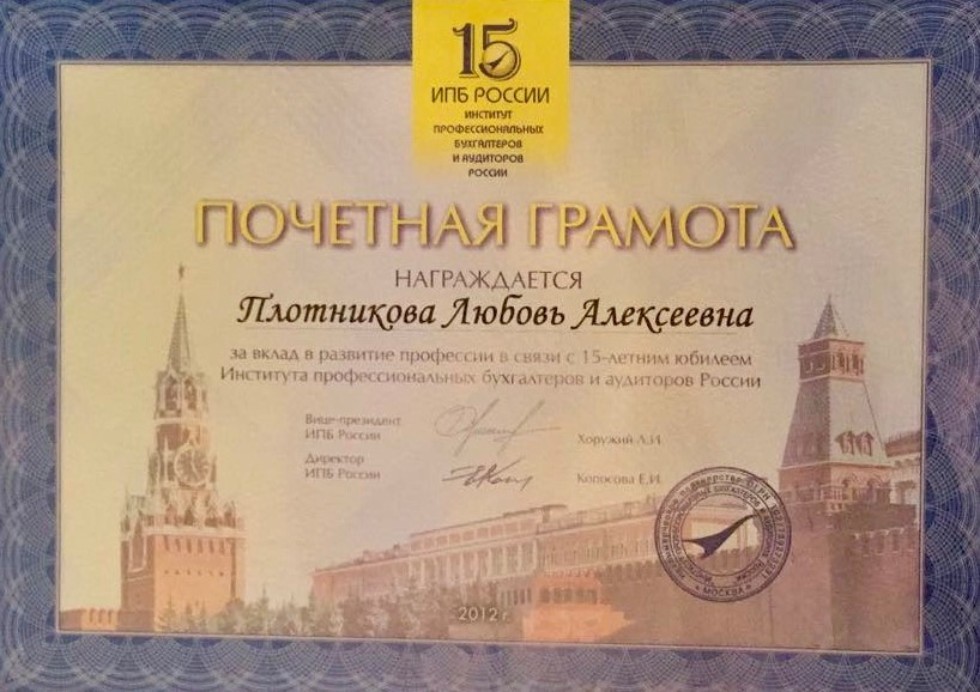 15
ИПБ РОССИИ
ИНСТИТУТ
ПРОФЕССИОНАЛЬНЫХ
БУХГАЛТЕРОВ
И АУДИТОРОВ
РОССИИ
ПОЧЕТНАЯ ГРАМОТА
НАГРАЖДАЕТСЯ
Плотникова Любовь Алексеевна
за вклад в развитие профессии в связи с 15-летним юбилеем
Института профессиональных бухгалтеров и аудиторов России
Вице-президент
ИПБ России
Хоружий Л.И.
Директор
ИПБ России
Копосова Е.И.
МОСКВА
2012 г.